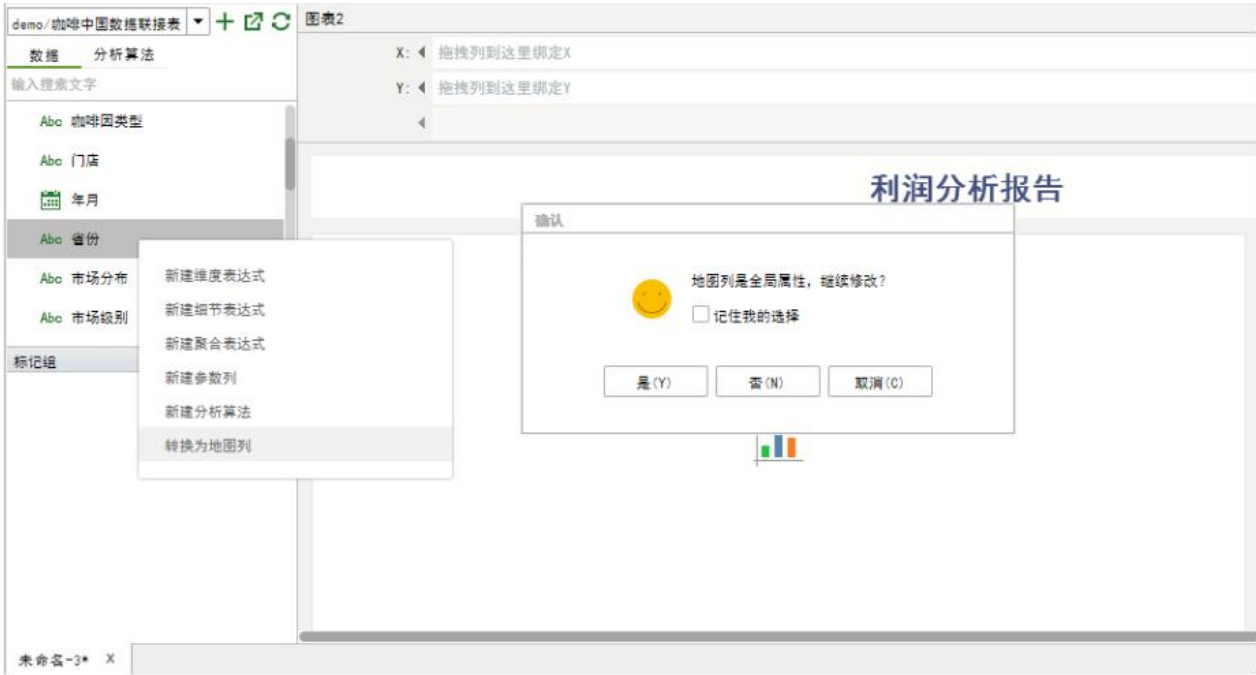 demo/咖啡中国数据联接表
图表2
数据 分析算法
X: 拖拽列到这里绑定X
输入搜索文字
Y: 拖拽列到这里绑定Y
Abc 咖啡因类型
Abc 门店
年月
利润分析报告
Abc 省份
确认
Abc 市场分布
Abc 市场级别
标记组
新建维度表达式
新建细节表达式
新建聚合表达式
新建参数列
新建分析算法
转换为地图列
地图列是全局属性, 继续修改?
记住我的选择
是(Y) 否(N) 取消(C)
未命名-3* X